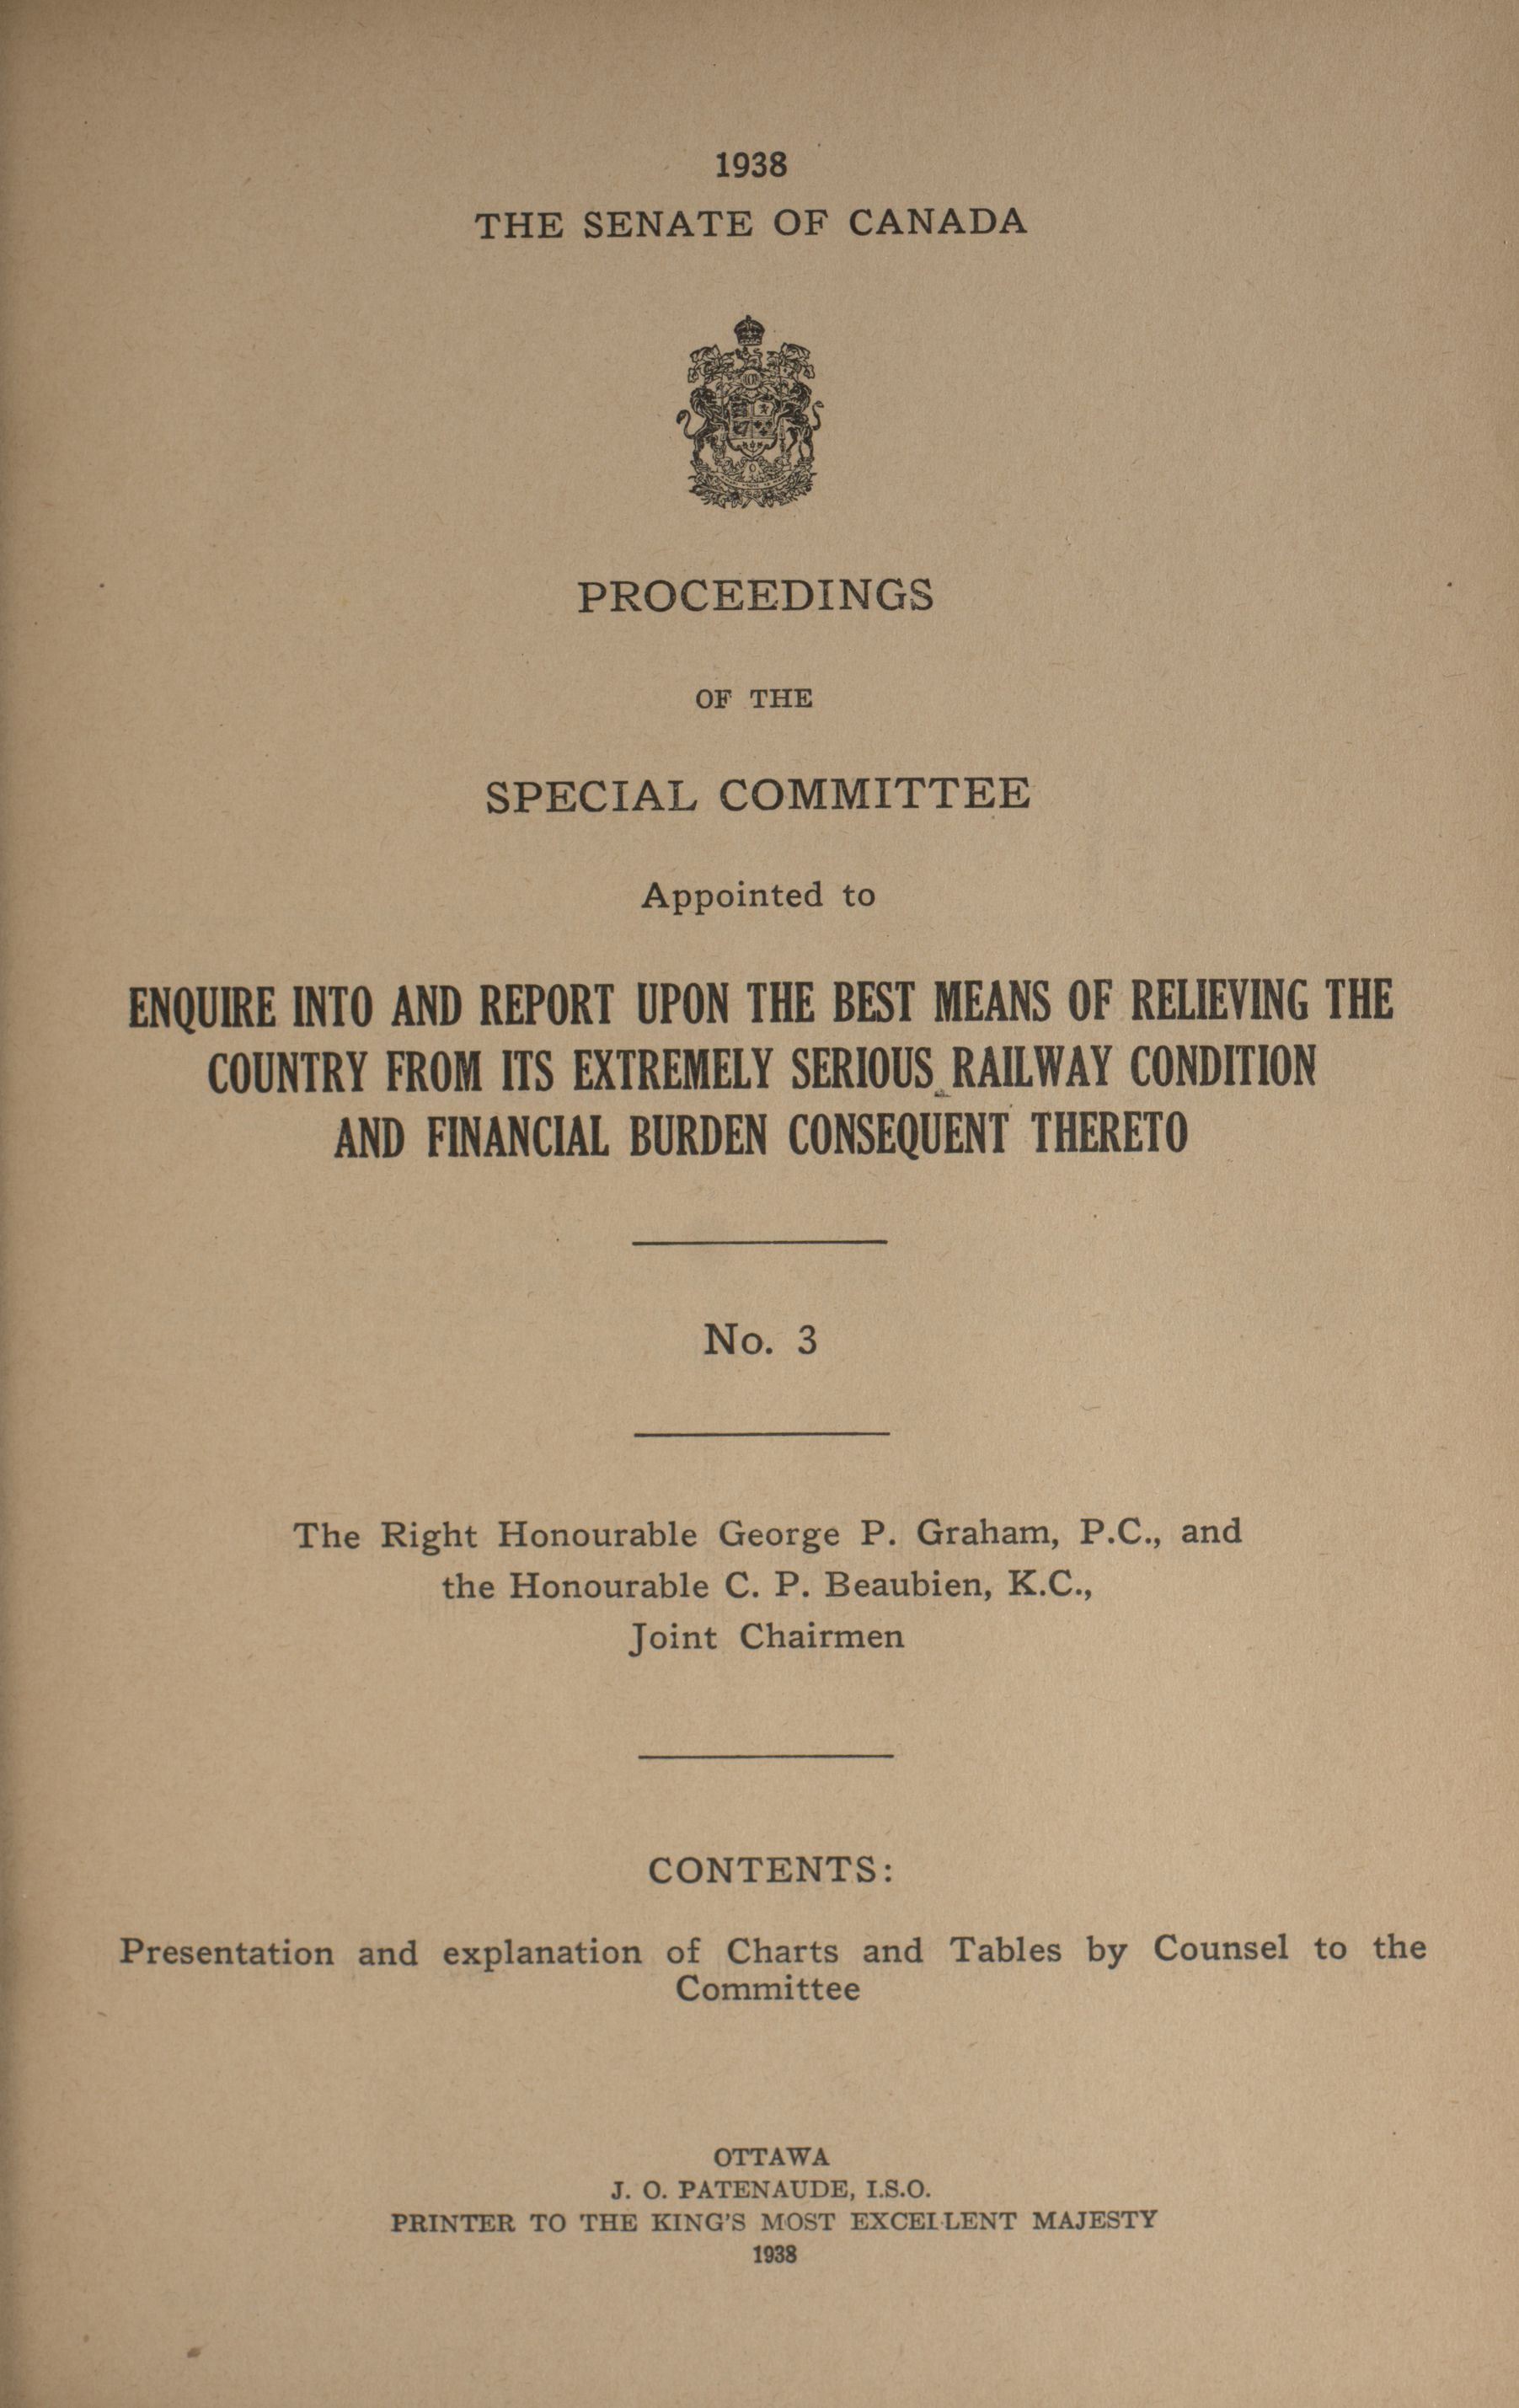 1938
THE SENATE OF CANADA
PROCEEDINGS
OF THE
SPECIAL COMMITTEE
Appointed to
ENQUIRE INTO AND REPORT UPON THE BEST MEANS OF RELIEVING THE
COUNTRY FROM ITS EXTREMELY SERIOUS RAILWAY CONDITION
AND FINANCIAL BURDEN CONSEQUENT THERETO
No. 3
The Right Honourable George P. Graham, P.C., and
the Honourable C. P. Beaubien, K.C.,
Joint Chairmen
CONTENTS:
Presentation and explanation of Charts and Tables by Counsel to the
Committee
OTTAWA
J. O. PATENAUDE, I.S.O.
PRINTER TO THE KING'S MOST EXCELLENT MAJESTY
1938